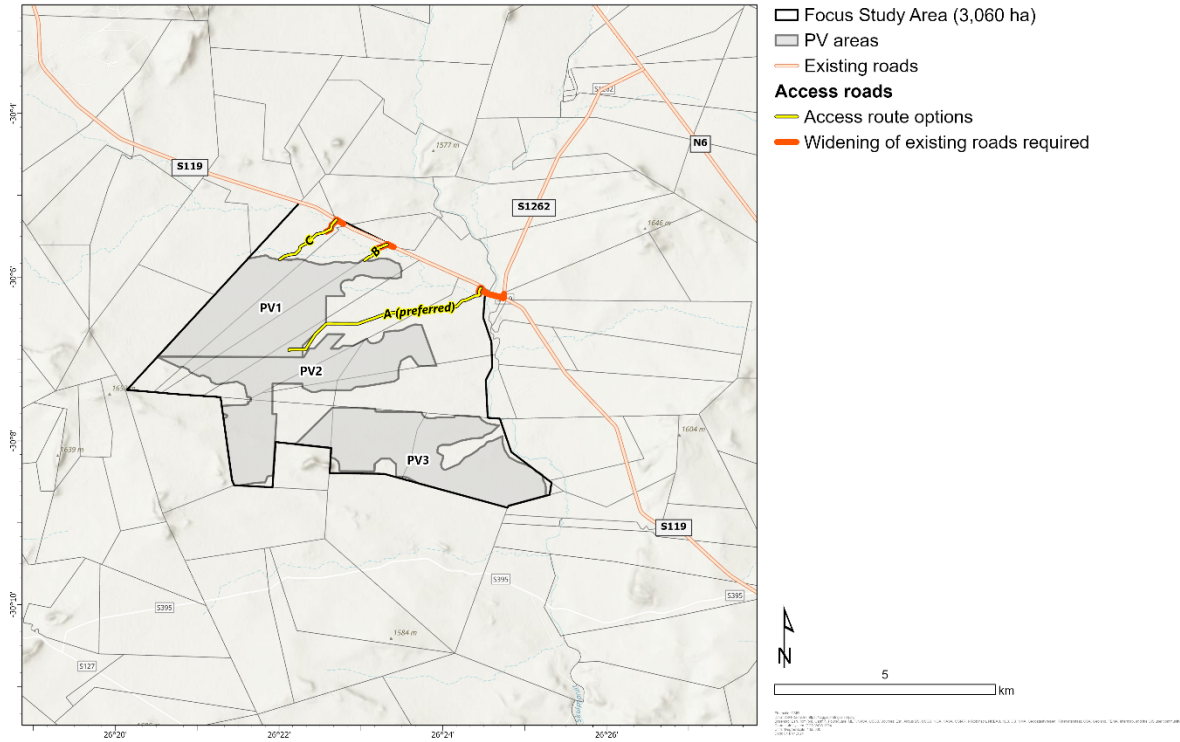 Focus Study Area (3,060 ha)
PV areas
Existing roads
Access roads
Access route options
Widening of existing roads required
-30°4'
-30°6'
-30°8'
-30°10'
26°20'
26°22'
26°24'
26°26'
N6
S119
1577 m
S1262
1646 m
C
B
PV1
A (preferred)
PV2
1639 m
1604 m
PV3
S119
S395
S395
S395
1584 m
S127
N
5
km